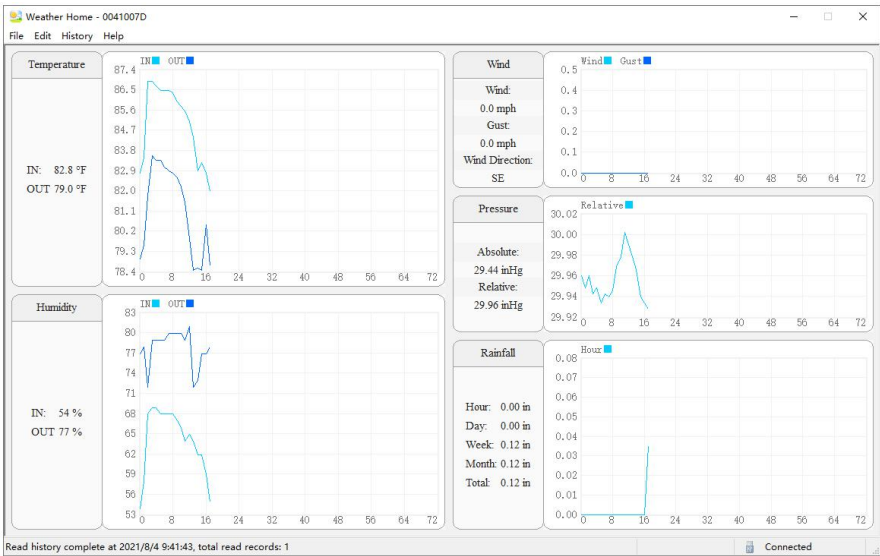 Weather Home - 0041007D
File Edit History Help
Temperature
IN: 82.8 °F
OUT 79.0 °F
IN OUT
87.4
86.5
85.6
84.7
83.8
82.9
82.0
81.1
80.2
79.3
78.4
0 8 16 24 32 40 48 56 64 72
Humidity
IN: 54 %
OUT 77 %
IN OUT
83
80
77
74
71
68
65
62
59
56
53
0 8 16 24 32 40 48 56 64 72
Wind
Wind:
0.0 mph
Gust:
0.0 mph
Wind Direction:
SE
Wind Gust
0.5
0.4
0.3
0.2
0.1
0.0
0 8 16 24 32 40 48 56 64 72
Pressure
Absolute:
29.44 inHg
Relative:
29.96 inHg
Relative
30.02
30.00
29.98
29.96
29.94
29.92
0 8 16 24 32 40 48 56 64 72
Rainfall
Hour: 0.00 in
Day: 0.00 in
Week: 0.12 in
Month: 0.12 in
Total: 0.12 in
Hour
0.08
0.07
0.06
0.05
0.04
0.03
0.02
0.01
0.00
0 8 16 24 32 40 48 56 64 72
Read history complete at 2021/8/4 9:41:43, total read records: 1
Connected